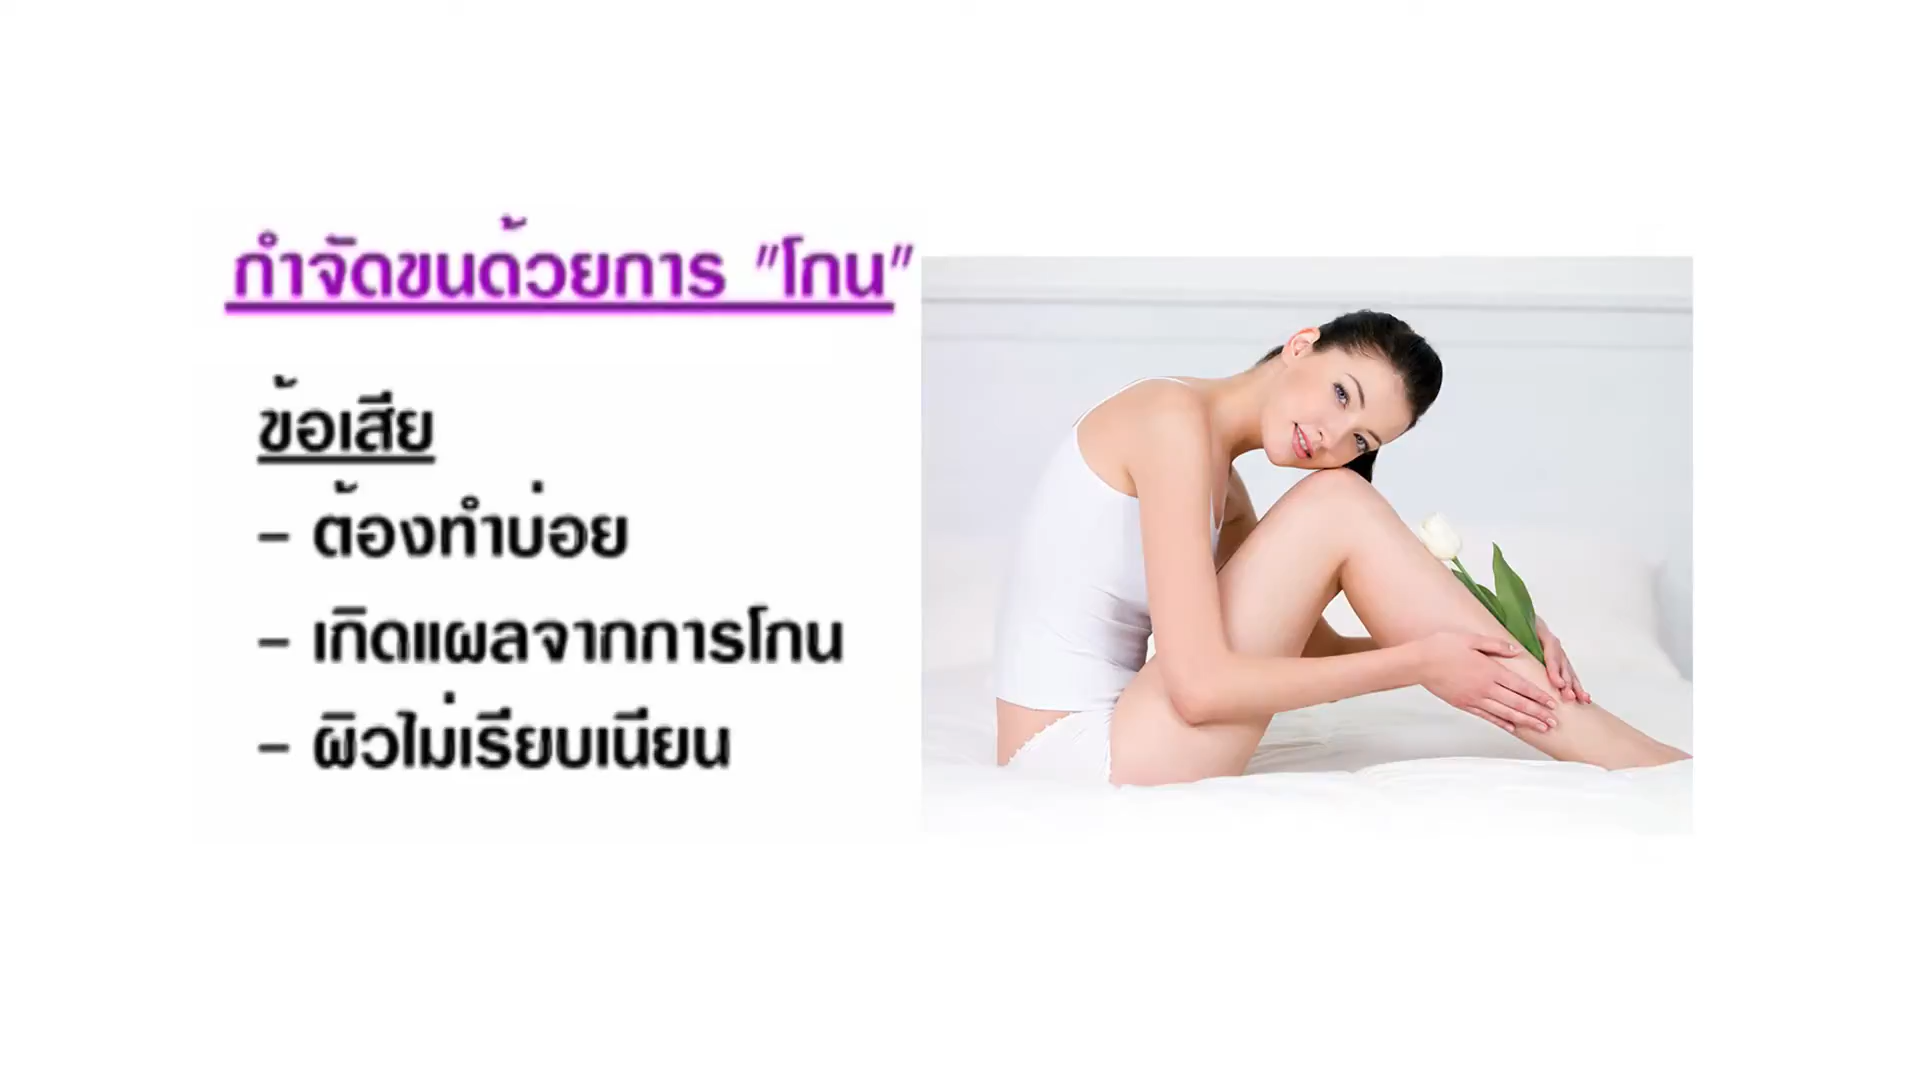 กำจัดขนด้วยการ "โกน"
ข้อเสีย
- ต้องทำบ่อย
- เกิดแผลจากการโกน
- ผิวไม่เรียบเนียน